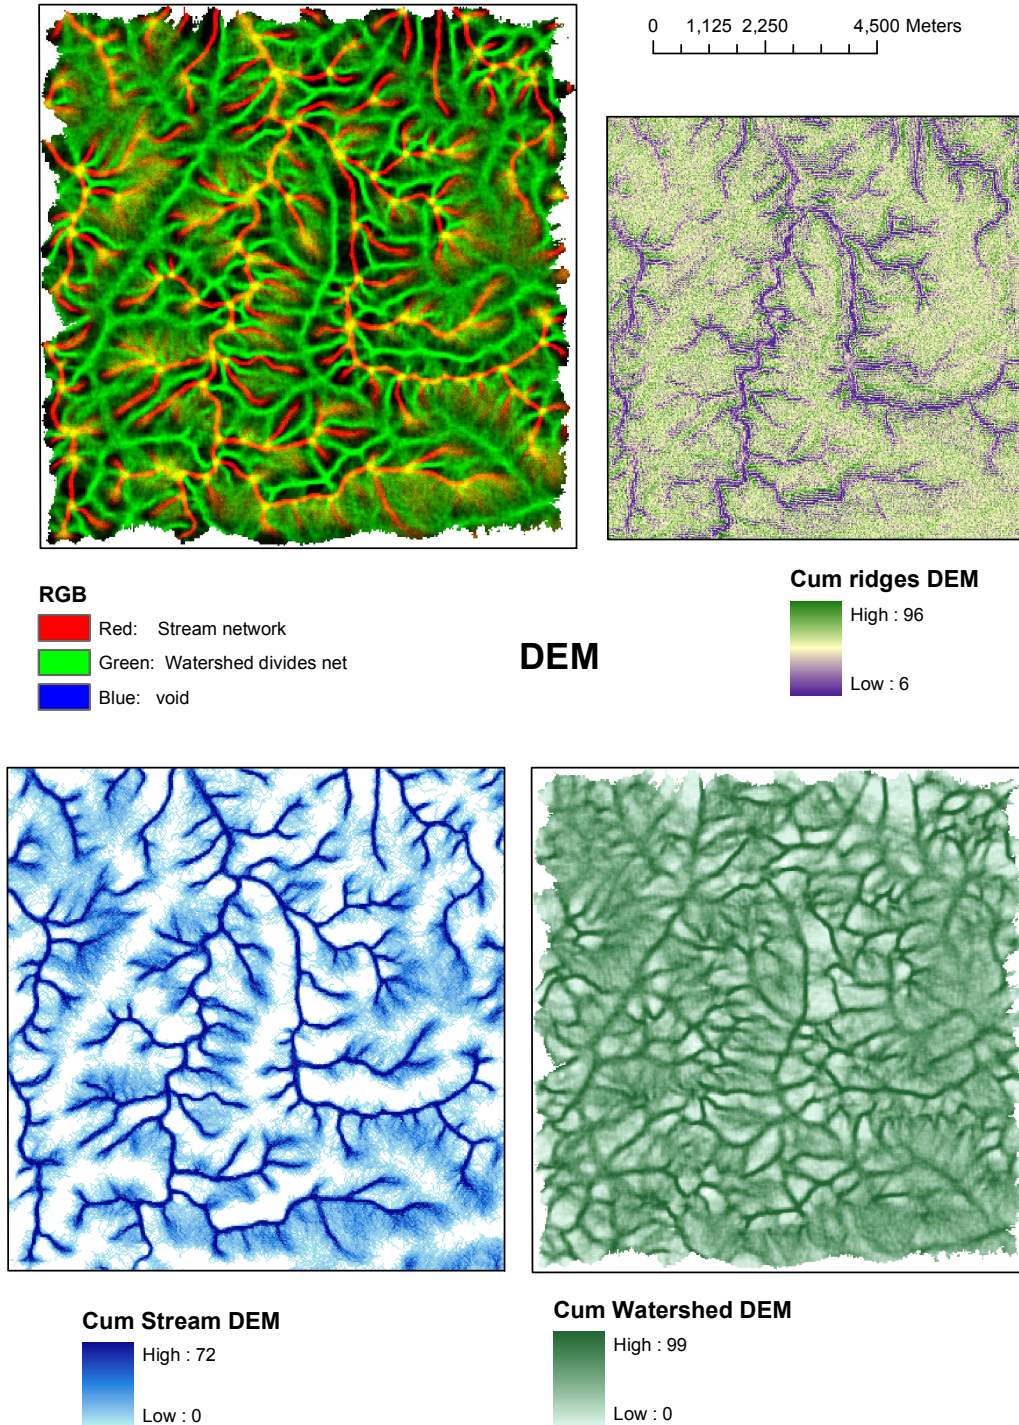 0 1,125 2,250 4,500 Meters
RGB
Red: Stream network
Green: Watershed divides net
Blue: void
DEM
Cum ridges DEM
High : 96
Low : 6
Cum Stream DEM
High : 72
Low : 0
Cum Watershed DEM
High : 99
Low : 0